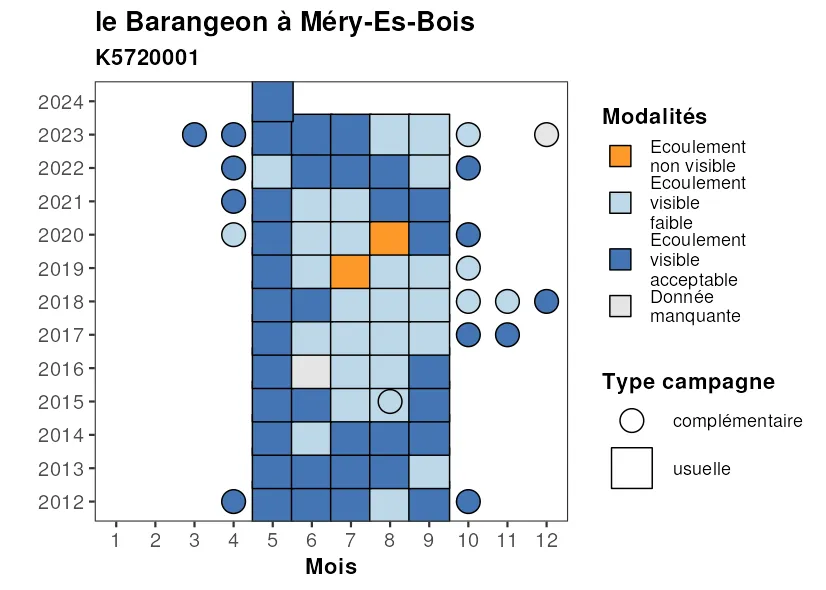 le Barangeon à Méry-Es-Bois
K5720001
2024
2023
2022
2021
2020
2019
2018
2017
2016
2015
2014
2013
2012
1 2 3 4 5 6 7 8 9 10 11 12
Mois
Modalités
Ecoulement
non visible
Ecoulement
visible
faible
Ecoulement
visible
acceptable
Donnée
manquante
Type campagne
complémentaire
usuelle